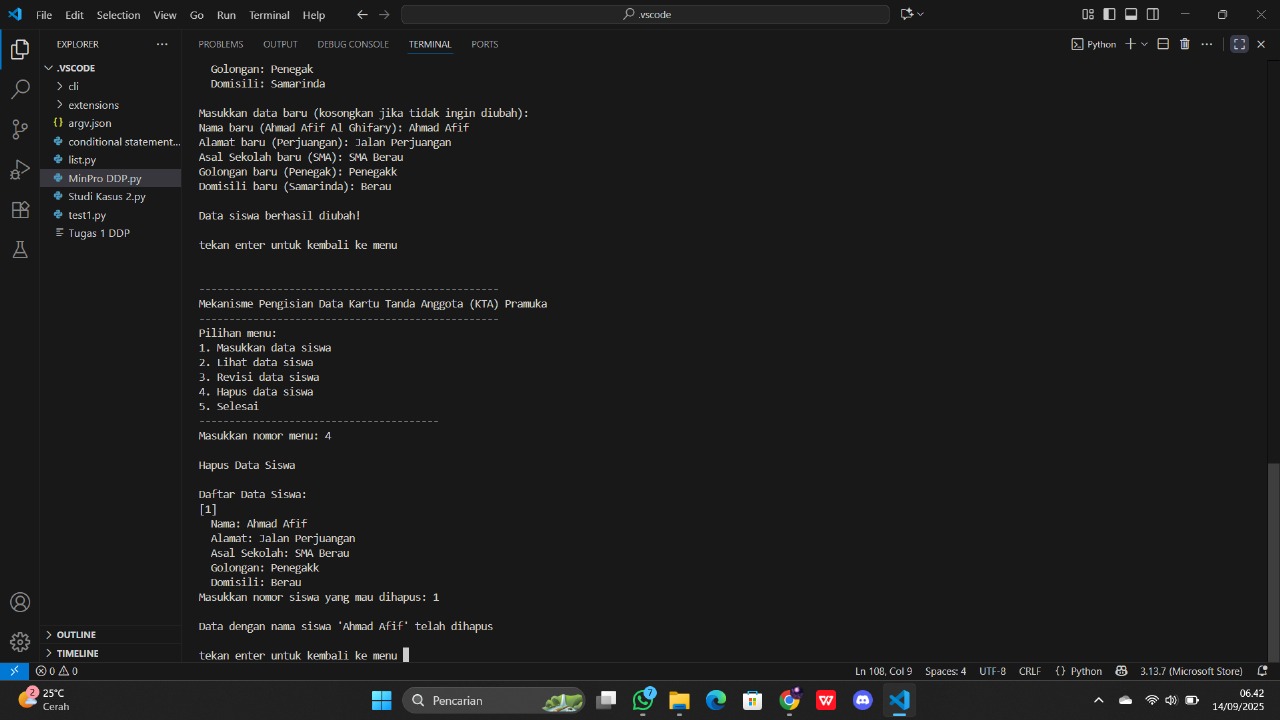 File Edit Selection View Go Run Terminal Help
.vscode
EXPLORER
.VSCODE
cli
extensions
{} argv.json
conditional statement...
list.py
MinPro DDP.py
Studi Kasus 2.py
test1.py
Tugas 1 DDP
OUTLINE
TIMELINE
PROBLEMS OUTPUT DEBUG CONSOLE TERMINAL PORTS
Python
Golongan: Penegak
Domisili: Samarinda
Masukkan data baru (kosongkan jika tidak ingin diubah):
Nama baru (Ahmad Afif Al Ghifary): Ahmad Afif
Alamat baru (Perjuangan): Jalan Perjuangan
Asal Sekolah baru (SMA): SMA Berau
Golongan baru (Penegak): Penegakk
Domisili baru (Samarinda): Berau
Data siswa berhasil diubah!
tekan enter untuk kembali ke menu
--------------------------------------------------
Mekanisme Pengisian Data Kartu Tanda Anggota (KTA) Pramuka
--------------------------------------------------
Pilihan menu:
1. Masukkan data siswa
2. Lihat data siswa
3. Revisi data siswa
4. Hapus data siswa
5. Selesai
----------------------------------------
Masukkan nomor menu: 4
Hapus Data Siswa
Daftar Data Siswa:
[1]
Nama: Ahmad Afif
Alamat: Jalan Perjuangan
Asal Sekolah: SMA Berau
Golongan: Penegakk
Domisili: Berau
Masukkan nomor siswa yang mau dihapus: 1
Data dengan nama siswa 'Ahmad Afif' telah dihapus
tekan enter untuk kembali ke menu
0 0
Ln 108, Col 9 Spaces: 4 UTF-8 CRLF {} Python 3.13.7 (Microsoft Store)
2
25°C
Cerah
Pencarian
7
06.42
14/09/2025